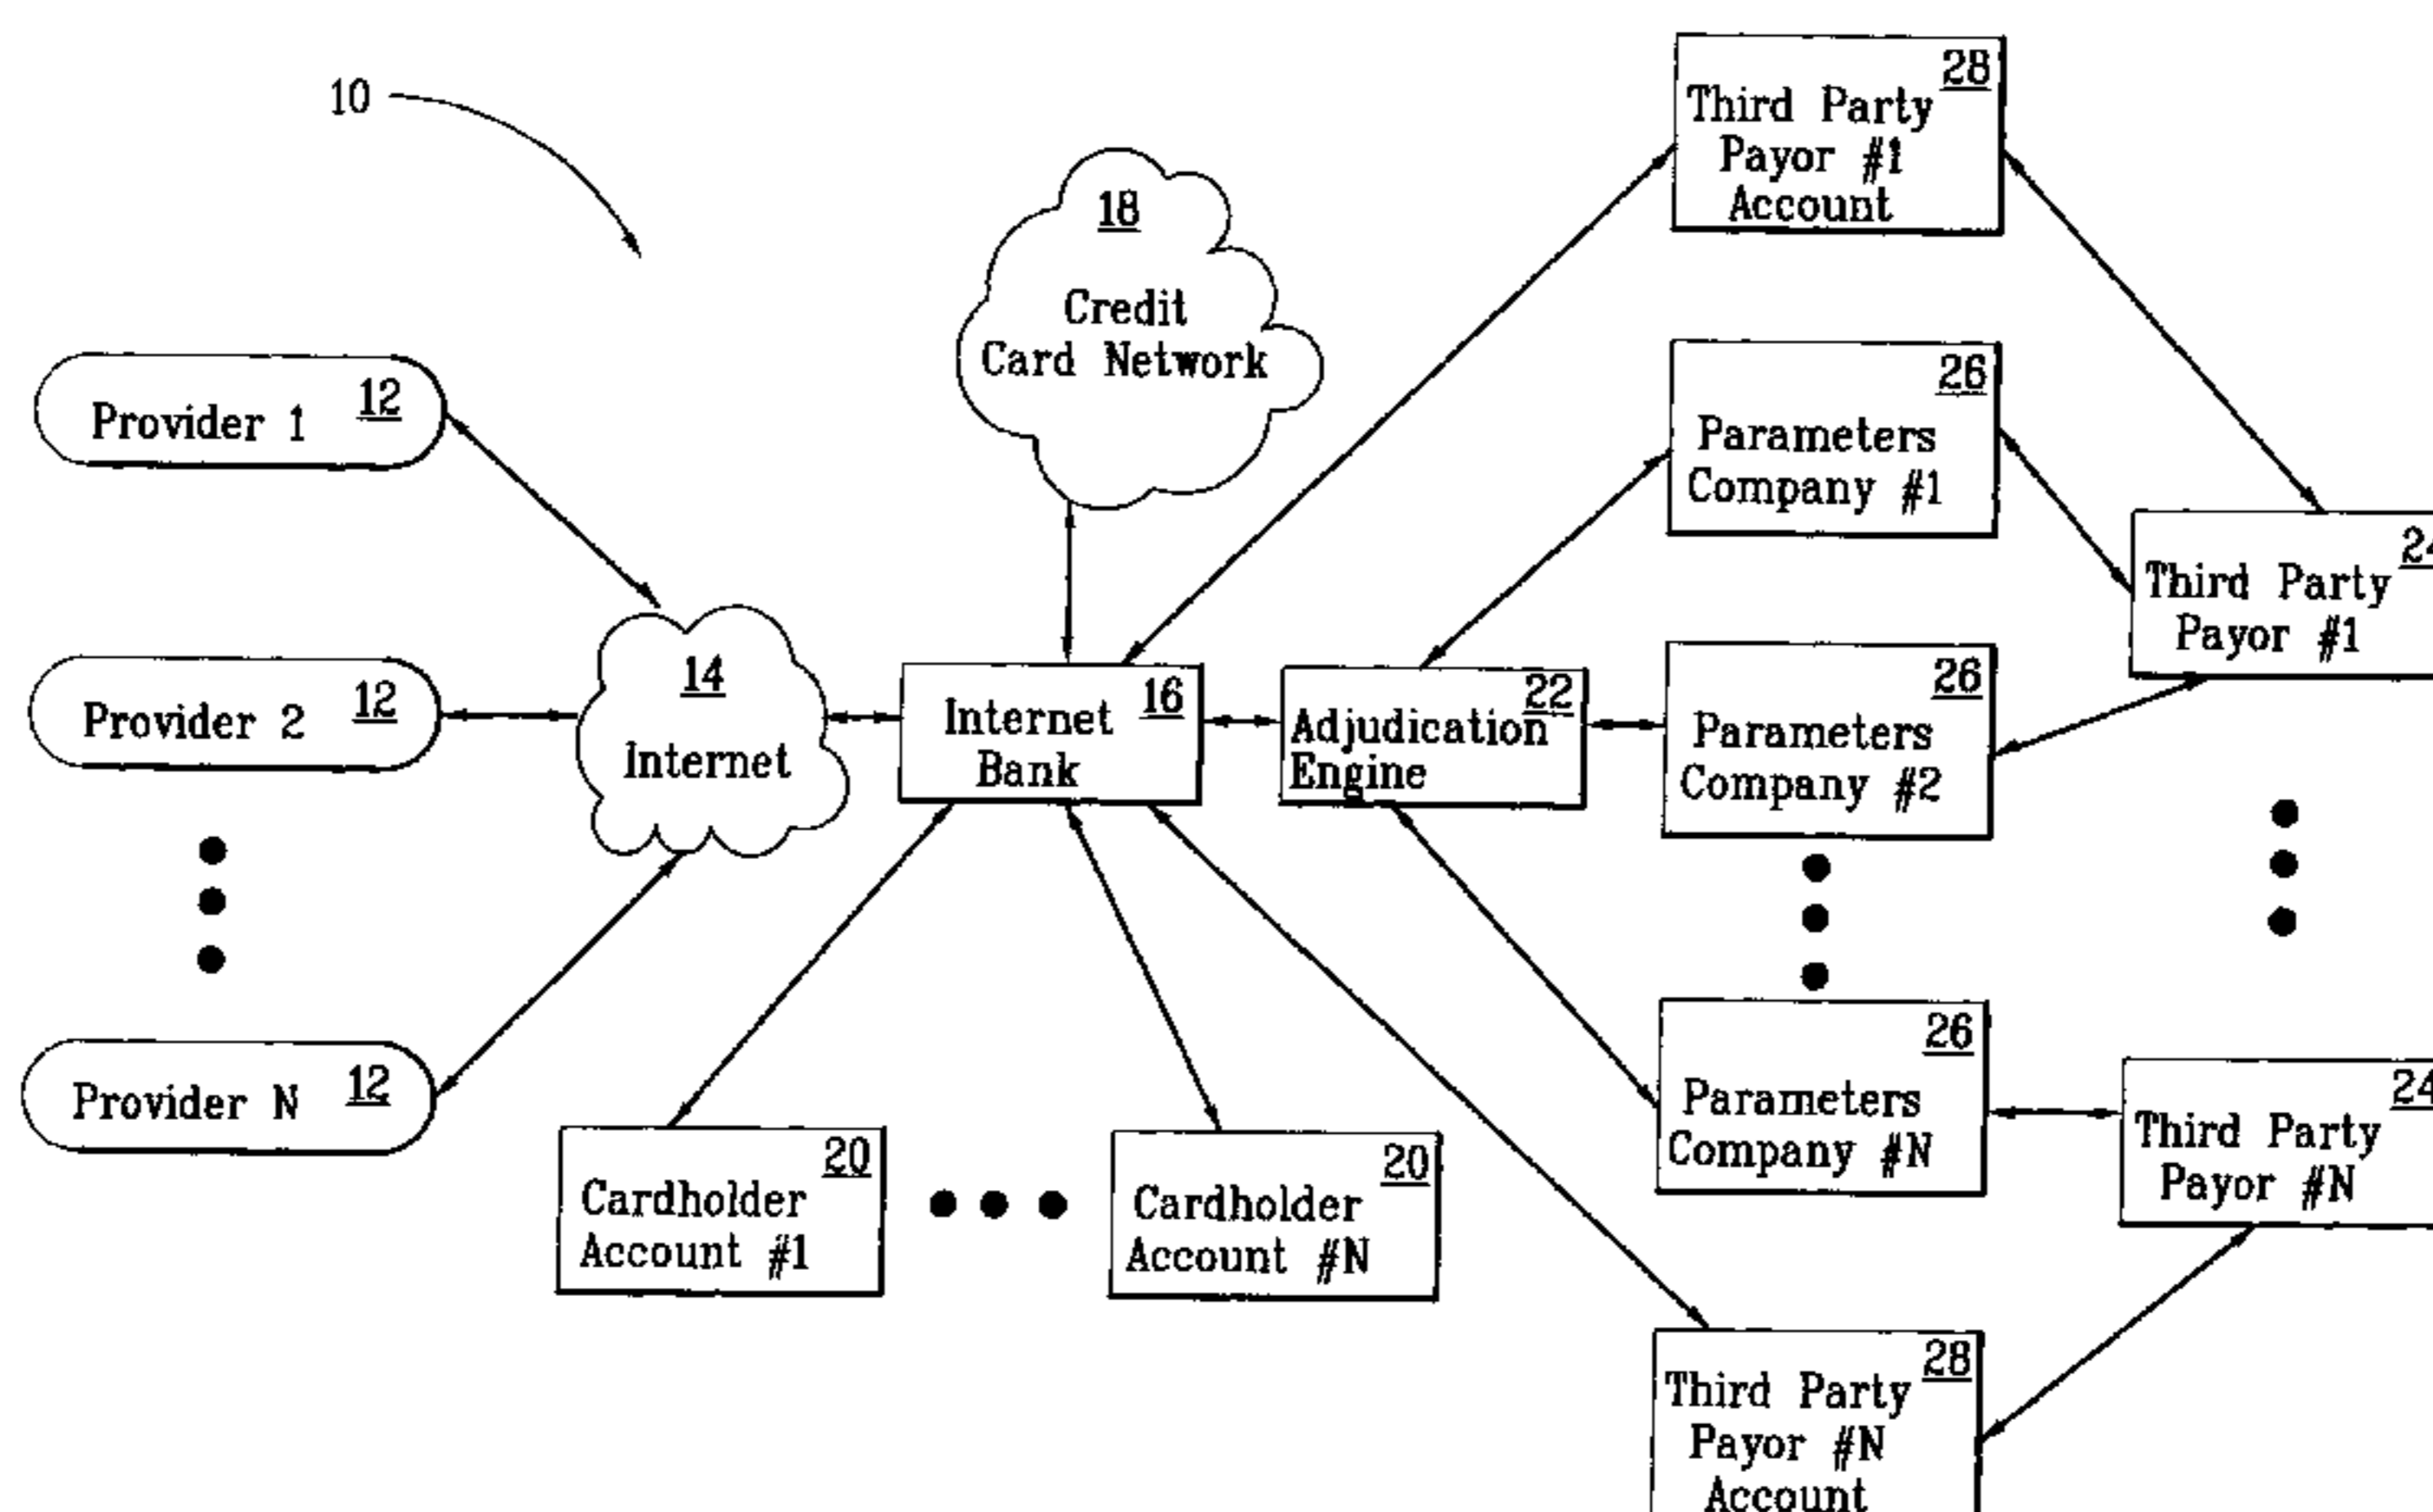 10
18
Credit
Card Network
28
Third Party
Payor #1
Account
26
Parameters
Company #1
Provider 1 12
24
Third Party
Payor #1
Provider 2 12
14
Internet
Internet 16
Bank
22
Adjudication
Engine
26
Parameters
Company #2
Provider N 12
20
Cardholder
Account #1
20
Cardholder
Account #N
26
Parameters
Company #N
24
Third Party
Payor #N
28
Third Party
Payor #N
Account